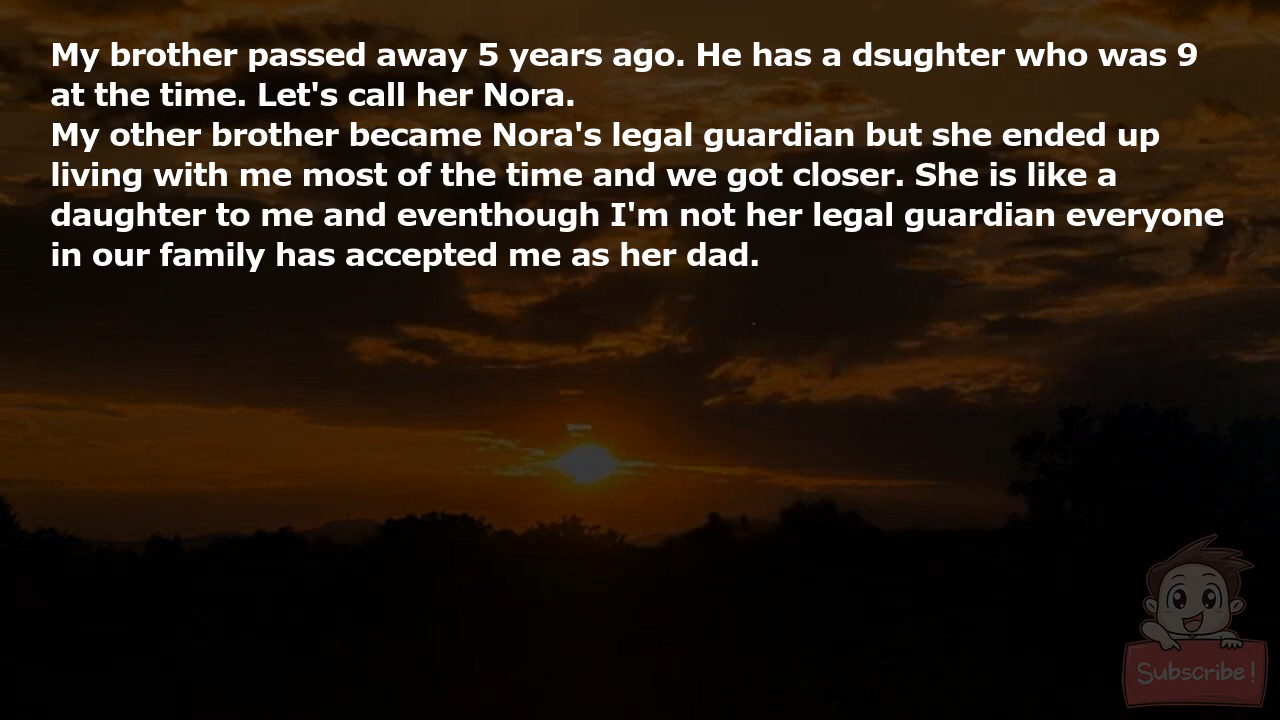 My brother passed away 5 years ago. He has a dsughter who was 9
at the time. Let's call her Nora.
My other brother became Nora's legal guardian but she ended up
living with me most of the time and we got closer. She is like a
daughter to me and eventhough I'm not her legal guardian everyone
in our family has accepted me as her dad.
Subscribe!